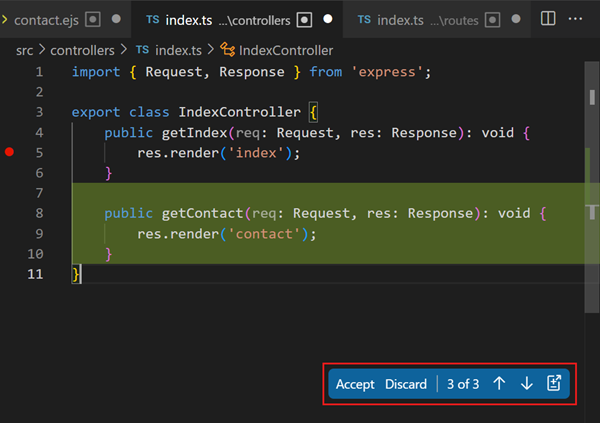 contact.ejs TS index.ts ...\controllers TS index.ts ...\routes
src > controllers > TS index.ts > IndexController
1 import { Request, Response } from 'express';
2
3 export class IndexController {
4 public getIndex(req: Request, res: Response): void {
5 res.render('index');
6 }
7
8 public getContact(req: Request, res: Response): void {
9 res.render('contact');
10 }
11 }
Accept Discard 3 of 3